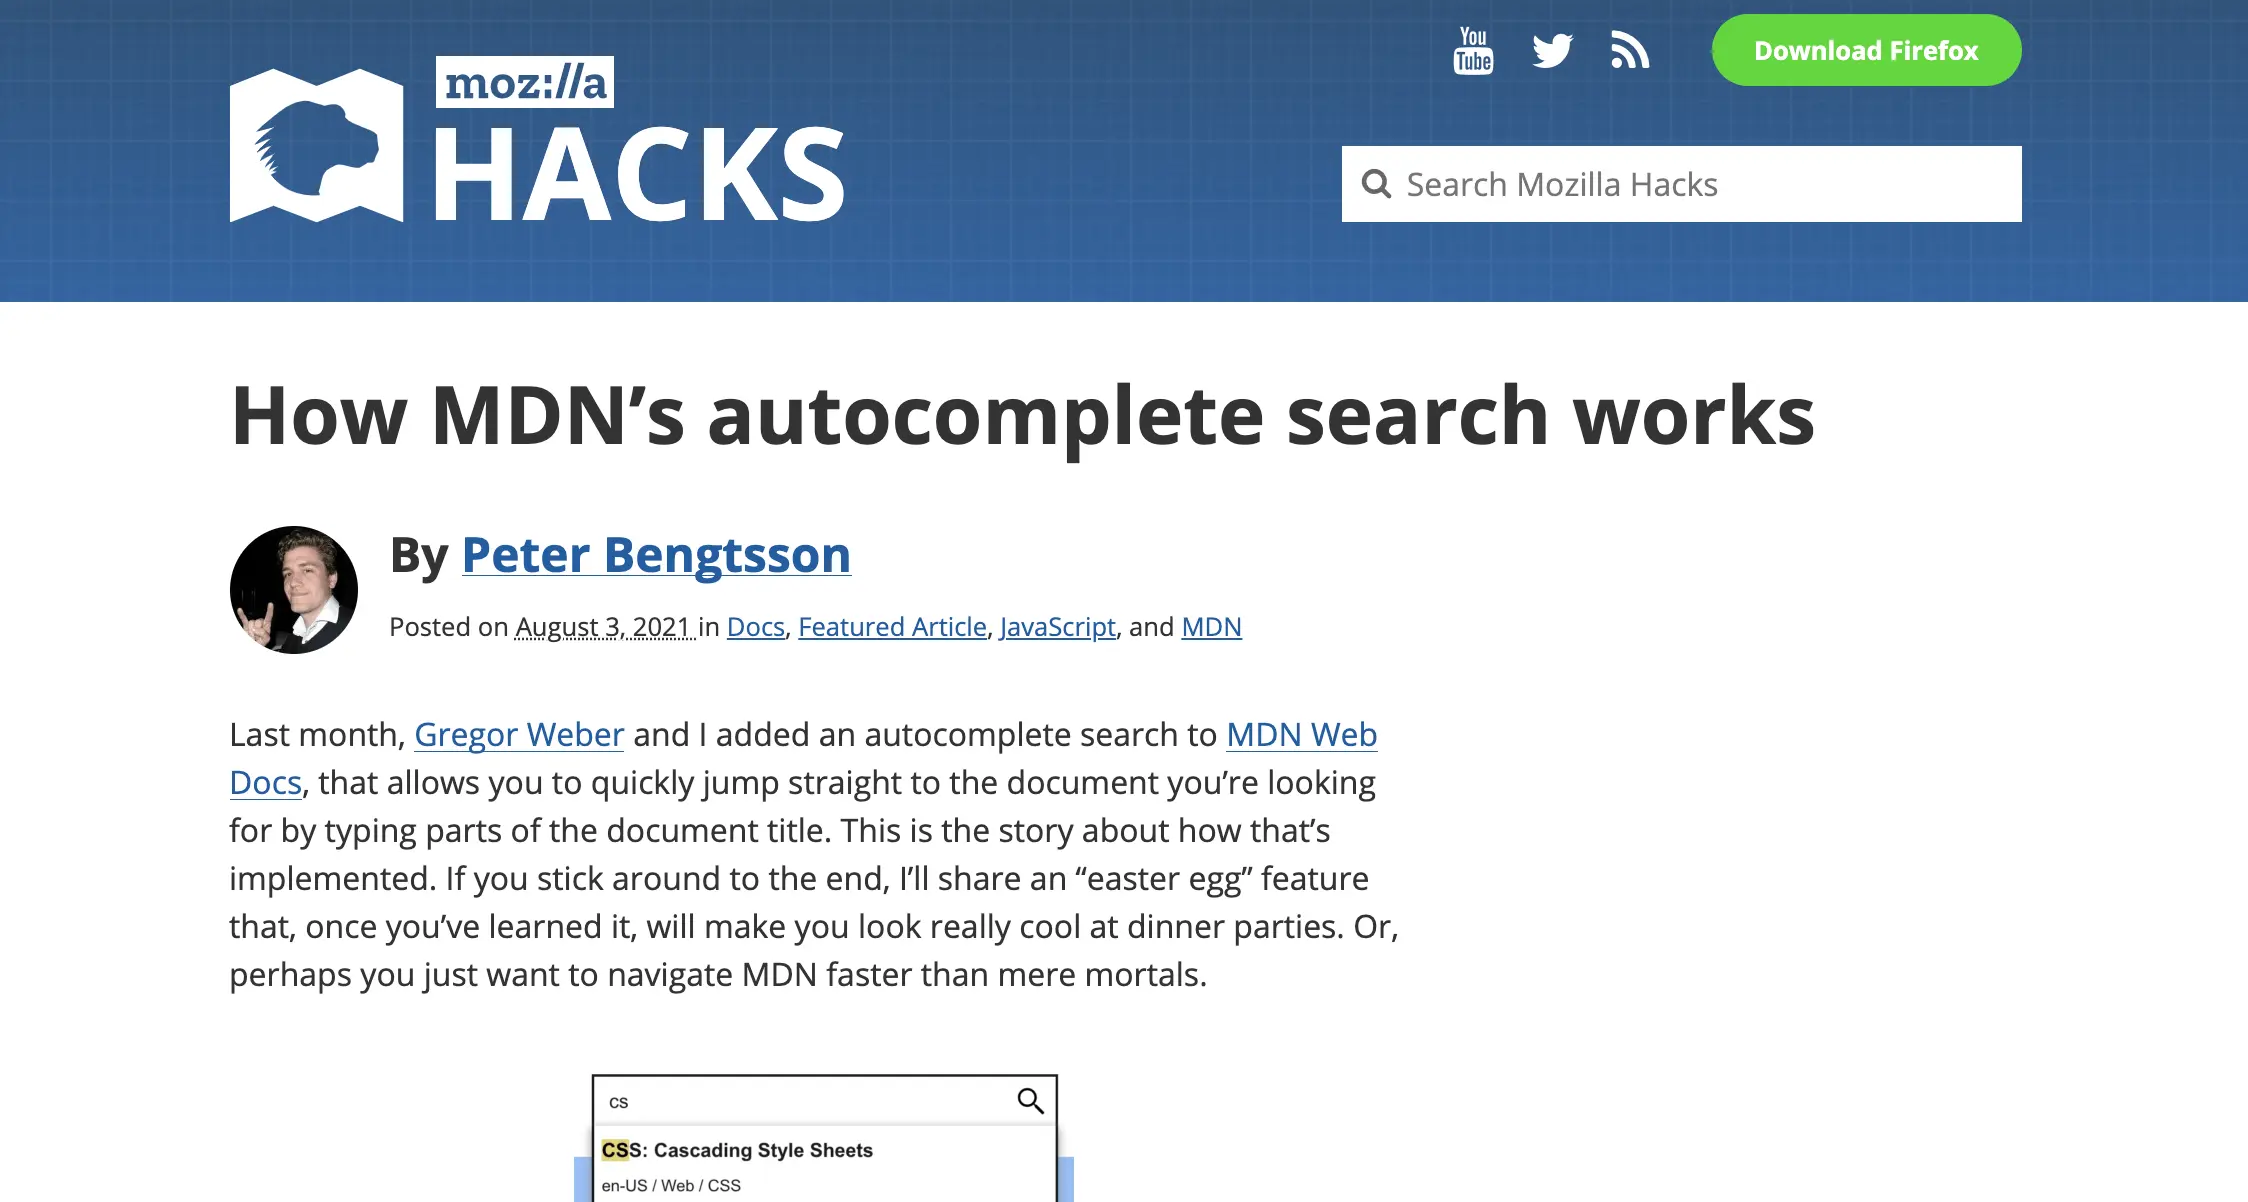 You
Tube
Download Firefox
moz://a
HACKS
Search Mozilla Hacks
How MDN’s autocomplete search works
By Peter Bengtsson
Posted on August 3, 2021 in Docs, Featured Article, JavaScript, and MDN
Last month, Gregor Weber and I added an autocomplete search to MDN Web
Docs, that allows you to quickly jump straight to the document you’re looking
for by typing parts of the document title. This is the story about how that’s
implemented. If you stick around to the end, I’ll share an “easter egg” feature
that, once you’ve learned it, will make you look really cool at dinner parties. Or,
perhaps you just want to navigate MDN faster than mere mortals.
cs
CSS: Cascading Style Sheets
en-US / Web / CSS